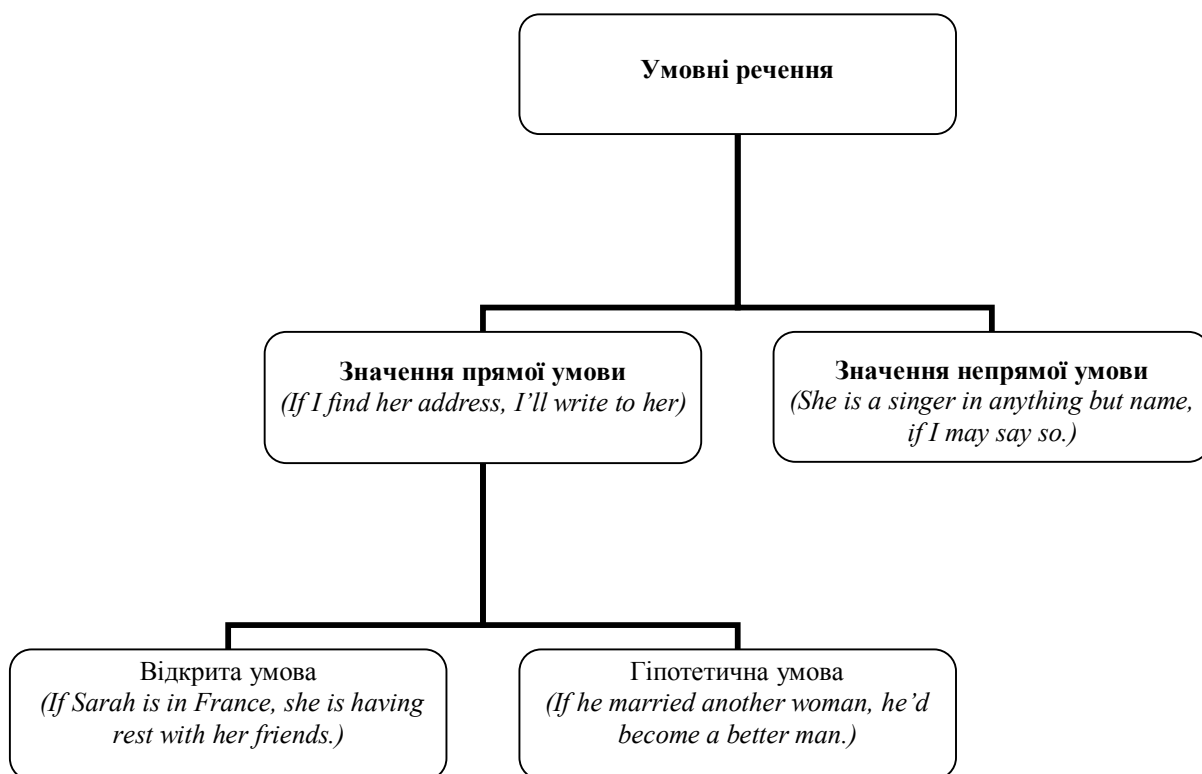 Умовні речення
Значення прямої умови
(If I find her address, I’ll write to her)
Значення непрямої умови
(She is a singer in anything but name,
if I may say so.)
Відкрита умова
(If Sarah is in France, she is having
rest with her friends.)
Гіпотетична умова
(If he married another woman, he’d
become a better man.)